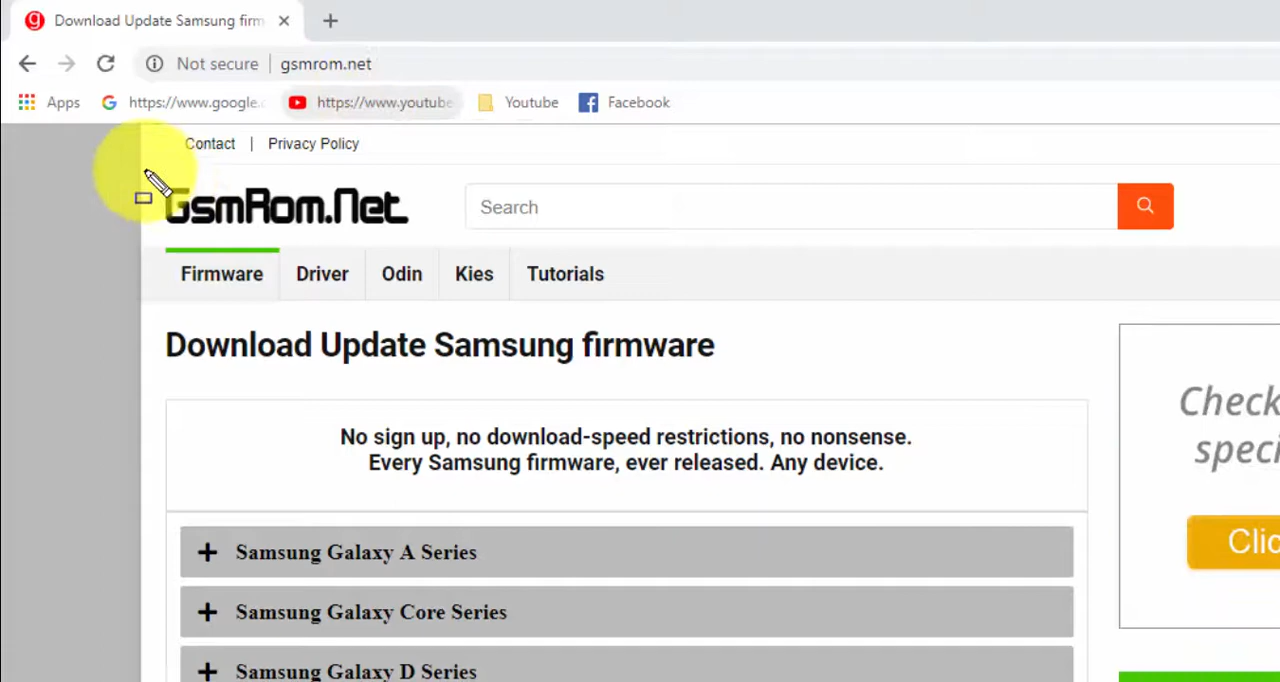 Download Update Samsung firm
Not secure | gsmrom.net
Apps https://www.google. https://www.youtube Youtube Facebook
Contact | Privacy Policy
GsmRom.Net Search
Firmware Driver Odin Kies Tutorials
Download Update Samsung firmware
Check
speci
No sign up, no download-speed restrictions, no nonsense.
Every Samsung firmware, ever released. Any device.
Clic
+ Samsung Galaxy A Series
+ Samsung Galaxy Core Series
+ Samsung Galaxy D Series